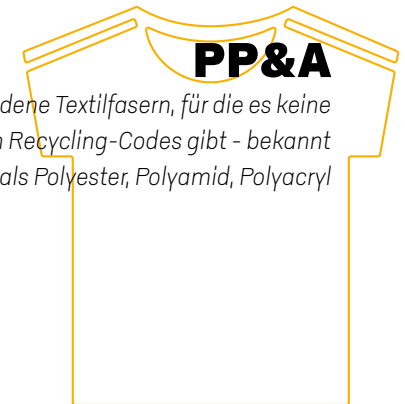 PP&A
dene Textilfasern, für die es keine
Recycling-Codes gibt - bekannt
als Polyester, Polyamid, Polyacryl